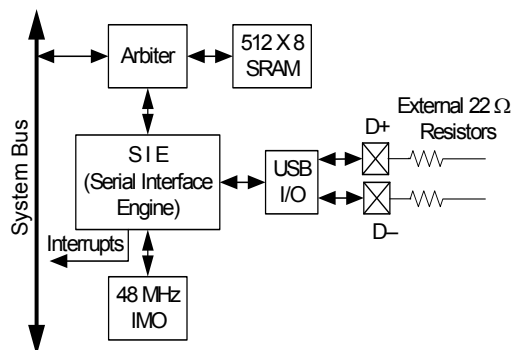 System Bus
Arbiter
512 X 8
SRAM
External 22 Ω
Resistors
D+
S I E
(Serial Interface
Engine)
USB
I/O
D–
Interrupts
48 MHz
IMO